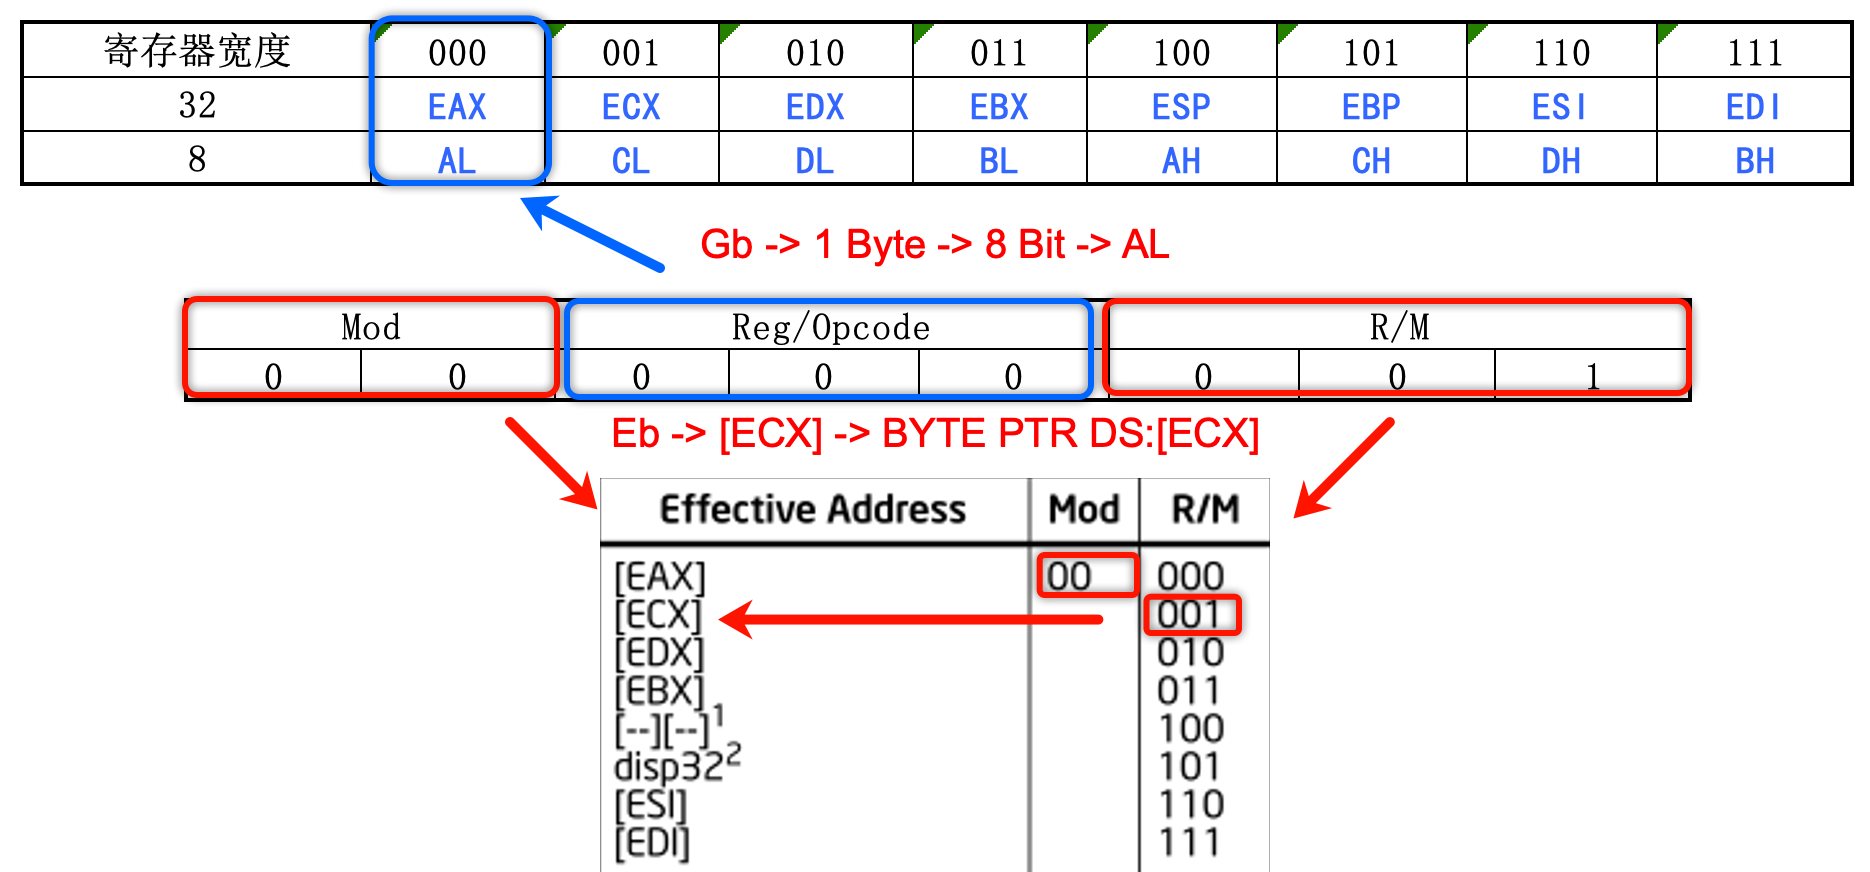 寄存器宽度 000 001 010 011 100 101 110 111
32 EAX ECX EDX EBX ESP EBP ESI EDI
8 AL CL DL BL AH CH DH BH
Gb -> 1 Byte -> 8 Bit -> AL
Mod Reg/Opcode R/M
0 0 0 0 0 0 0 1
Eb -> [ECX] -> BYTE PTR DS:[ECX]
Effective Address Mod R/M
[EAX] 00 000
[ECX] 001
[EDX] 010
[EBX] 011
[--][--]1 100
disp322 101
[ESI] 110
[EDI] 111